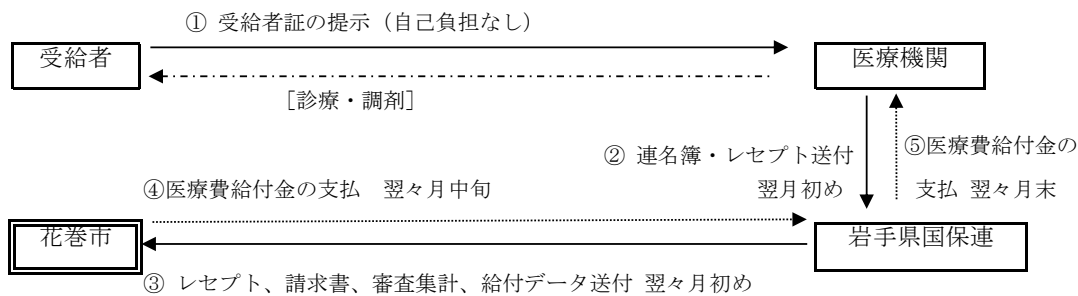 ① 受給者証の提示（自己負担なし）
受給者
医療機関
［診療・調剤］
② 連名簿・レセプト送付
翌月初め
⑤医療費給付金の
支払 翌々月末
④医療費給付金の支払 翌々月中旬
花巻市
岩手県国保連
③ レセプト、請求書、審査集計、給付データ送付 翌々月初め